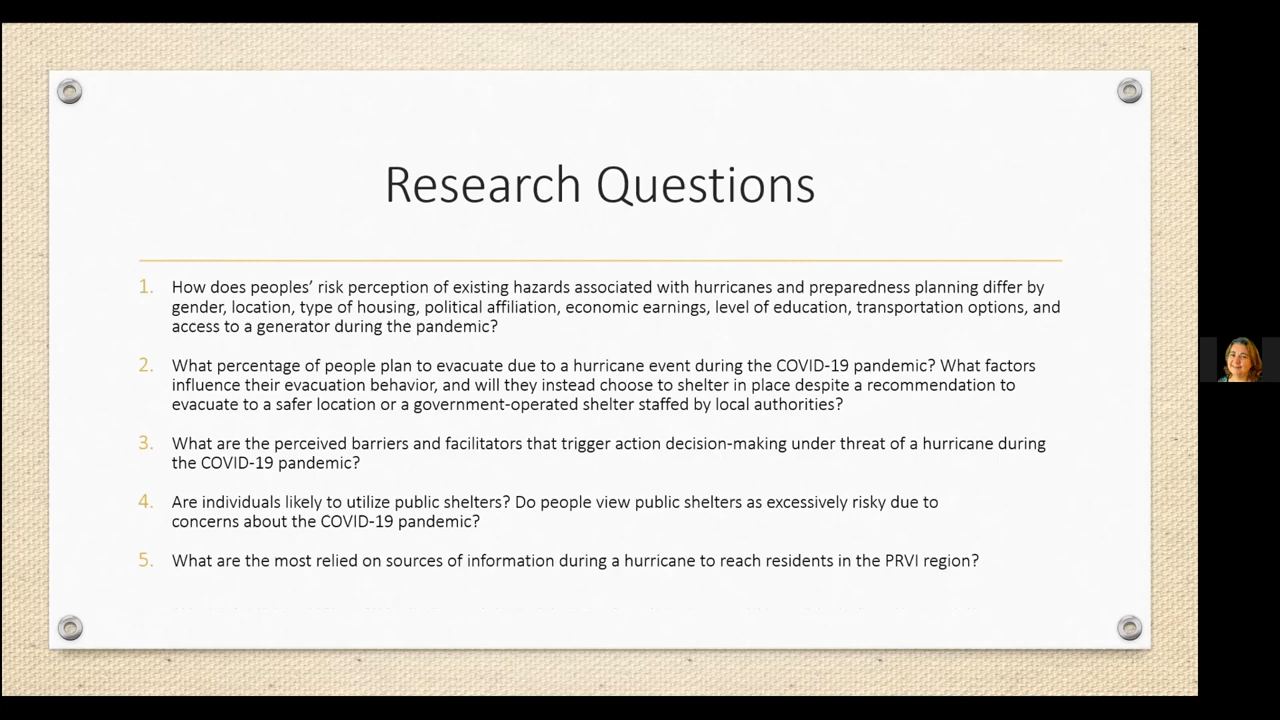 Research Questions
1. How does peoples’ risk perception of existing hazards associated with hurricanes and preparedness planning differ by
gender, location, type of housing, political affiliation, economic earnings, level of education, transportation options, and
access to a generator during the pandemic?
2. What percentage of people plan to evacuate due to a hurricane event during the COVID-19 pandemic? What factors
influence their evacuation behavior, and will they instead choose to shelter in place despite a recommendation to
evacuate to a safer location or a government-operated shelter staffed by local authorities?
3. What are the perceived barriers and facilitators that trigger action decision-making under threat of a hurricane during
the COVID-19 pandemic?
4. Are individuals likely to utilize public shelters? Do people view public shelters as excessively risky due to
concerns about the COVID-19 pandemic?
5. What are the most relied on sources of information during a hurricane to reach residents in the PRVI region?